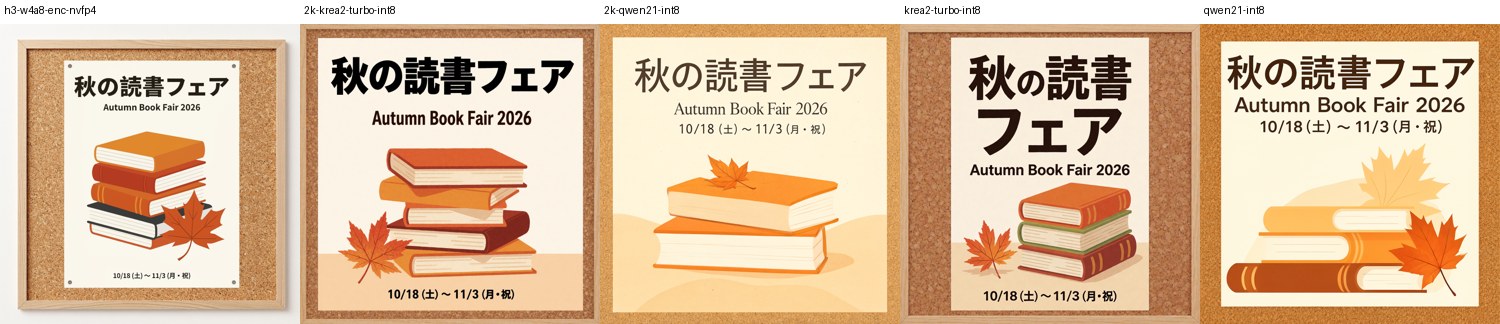 h3-w4a8-enc-nvfp4
秋の読書フェア
Autumn Book Fair 2026
10/18 (土) ～ 11/3 (月・祝)
2k-krea2-turbo-int8
秋の読書フェア
Autumn Book Fair 2026
10/18 (土) ～ 11/3 (月・祝)
2k-qwen21-int8
秋の読書フェア
Autumn Book Fair 2026
10/18 (土) ～ 11/3 (月・祝)
krea2-turbo-int8
秋の読書
フェア
Autumn Book Fair 2026
10/18 (土) ～ 11/3 (月・祝)
qwen21-int8
秋の読書フェア
Autumn Book Fair 2026
10/18 (土) ～ 11/3 (月・祝)